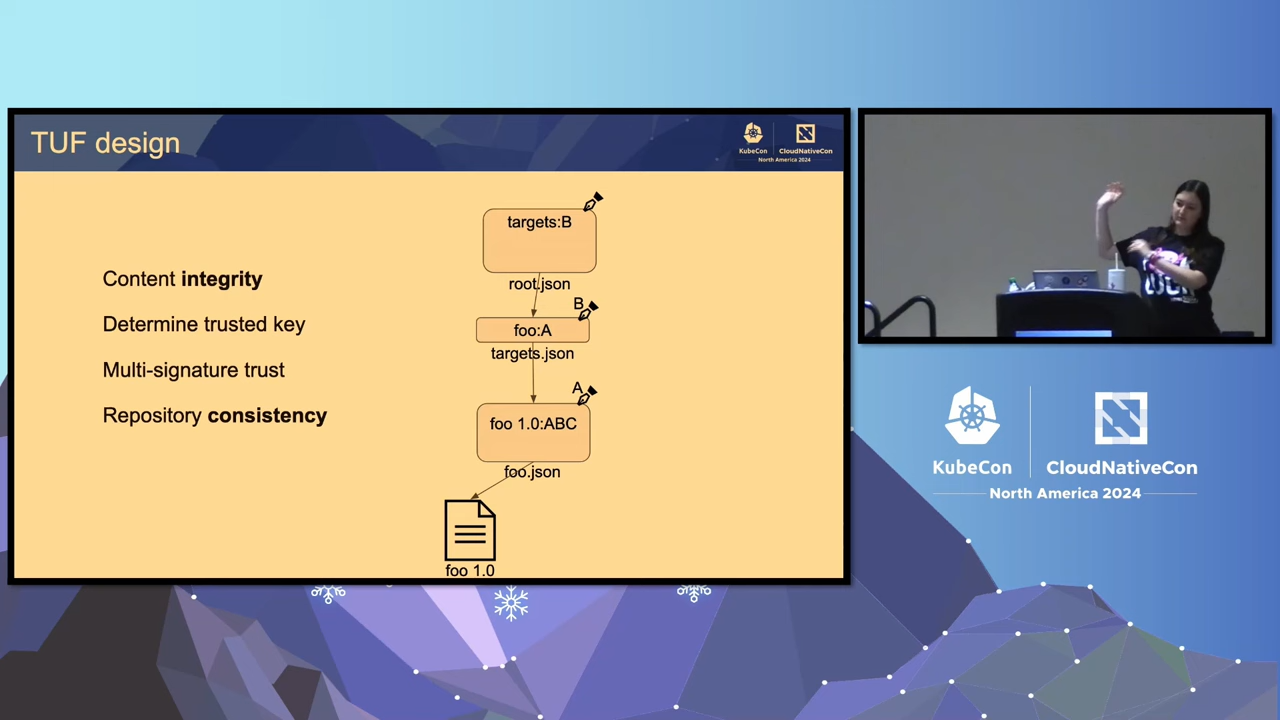 TUF design
KubeCon
CloudNativeCon
North America 2024
Content integrity
Determine trusted key
Multi-signature trust
Repository consistency
targets:B
root.json
B
foo:A
targets.json
A
foo 1.0:ABC
foo.json
foo 1.0
KubeCon
CloudNativeCon
North America 2024